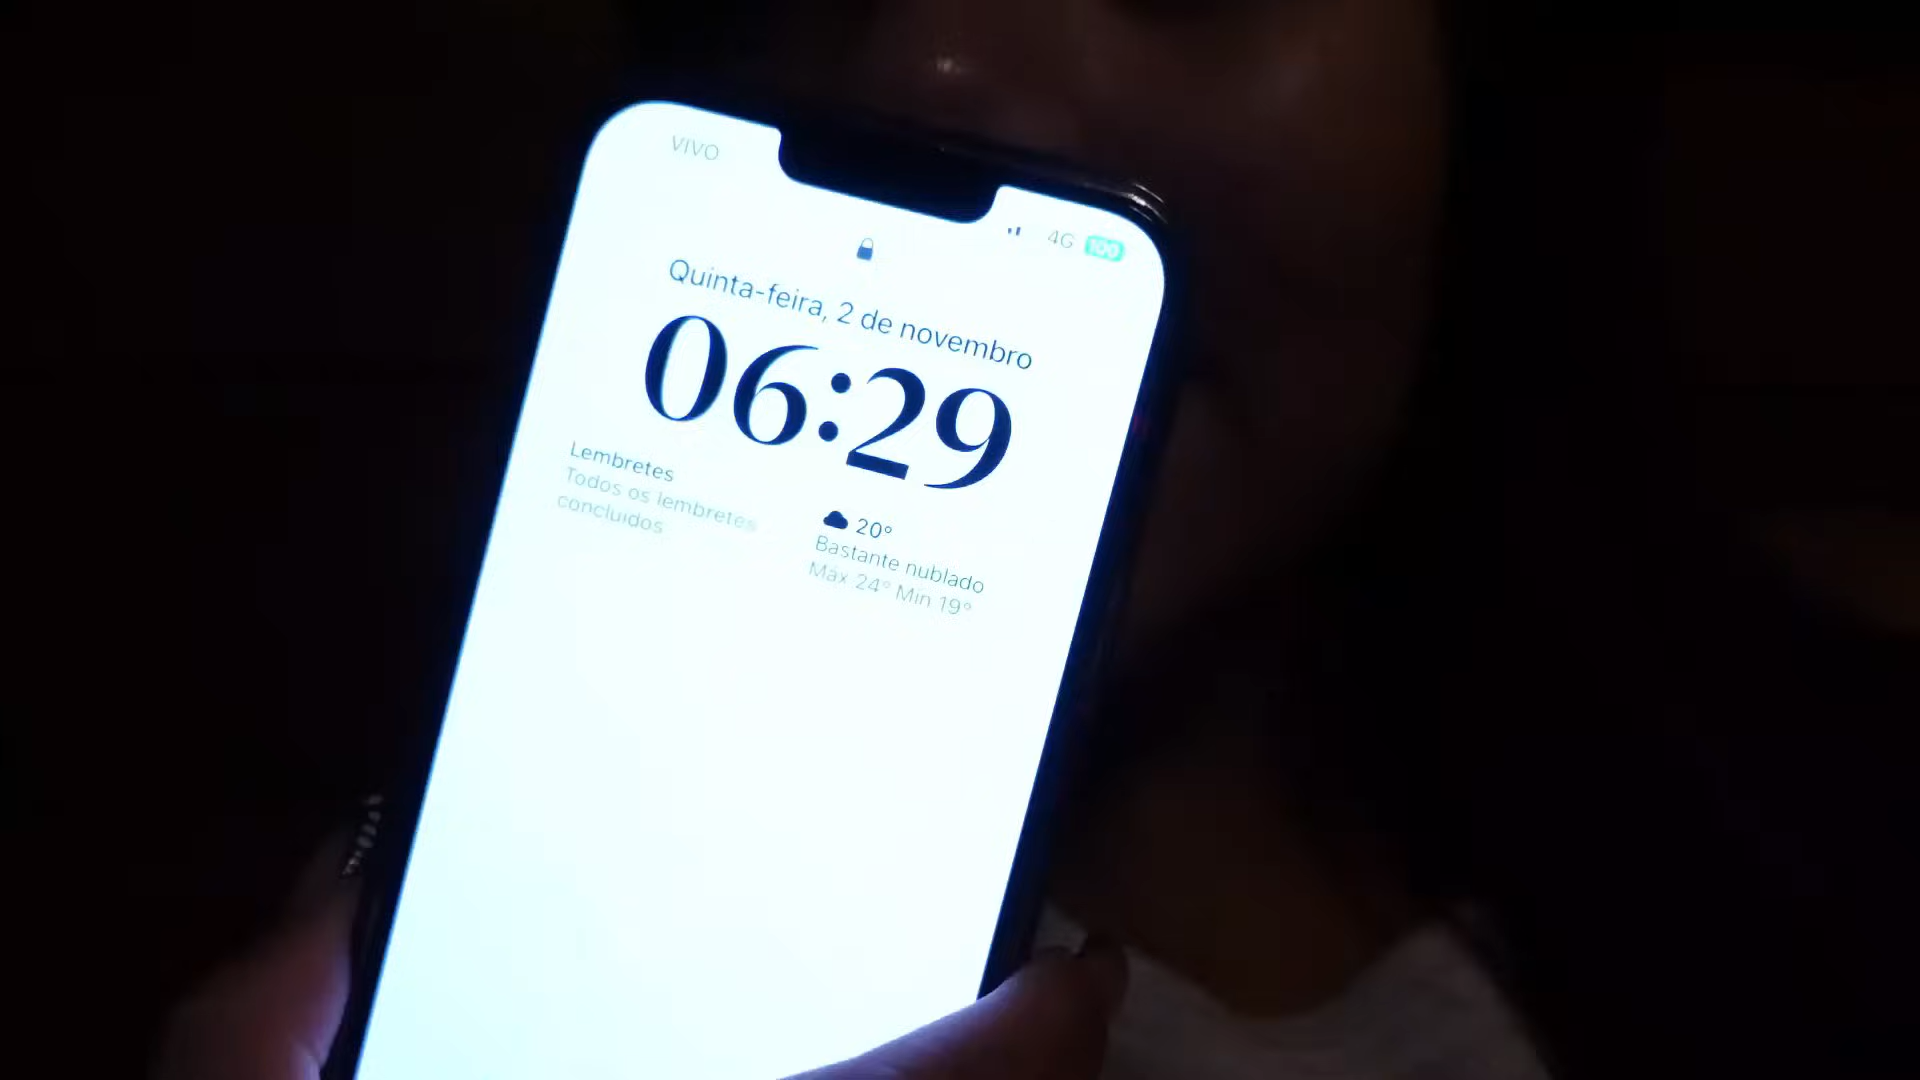 VIVO
4G 100
Quinta-feira, 2 de novembro
06:29
Lembretes
Todos os lembretes
concluídos
20°
Bastante nublado
Máx 24° Mín 19°